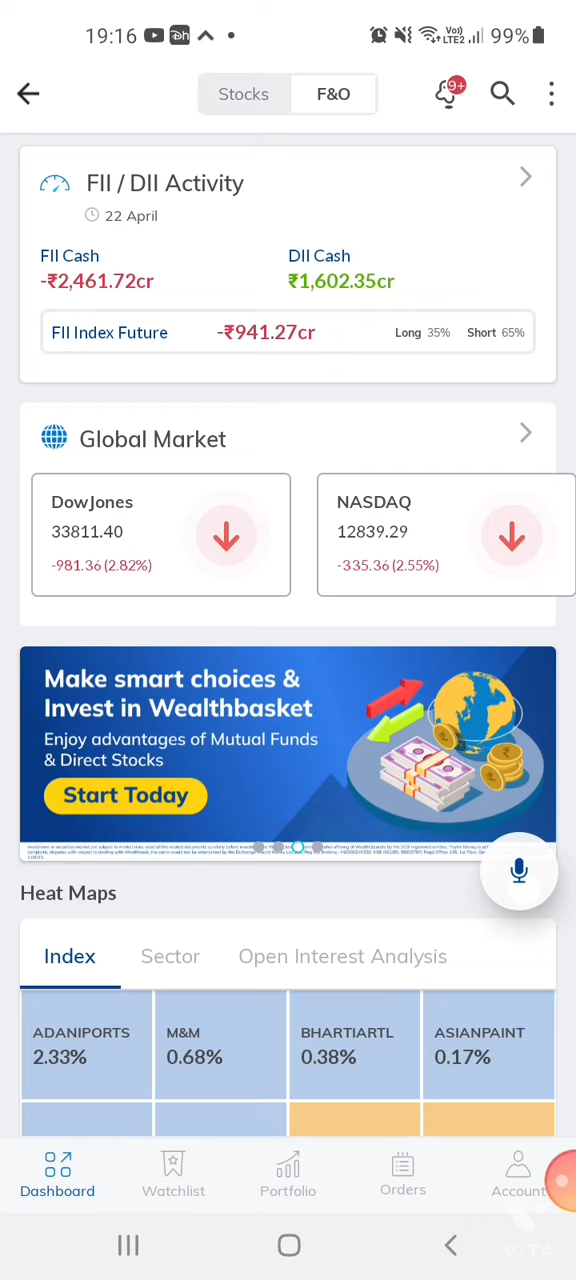 19:16 Vo) LTE2 99%
Stocks F&O 9+
FII / DII Activity
22 April
FII Cash DII Cash
-₹2,461.72cr ₹1,602.35cr
FII Index Future -₹941.27cr Long 35% Short 65%
Global Market
DowJones NASDAQ
33811.40 12839.29
-981.36 (2.82%) -335.36 (2.55%)
Make smart choices &
Invest in Wealthbasket
Enjoy advantages of Mutual Funds
& Direct Stocks
Start Today
Heat Maps
Index Sector Open Interest Analysis
ADANIPORTS M&M BHARTIARTL ASIANPAINT
2.33% 0.68% 0.38% 0.17%
Dashboard Watchlist Portfolio Orders Account
VITA